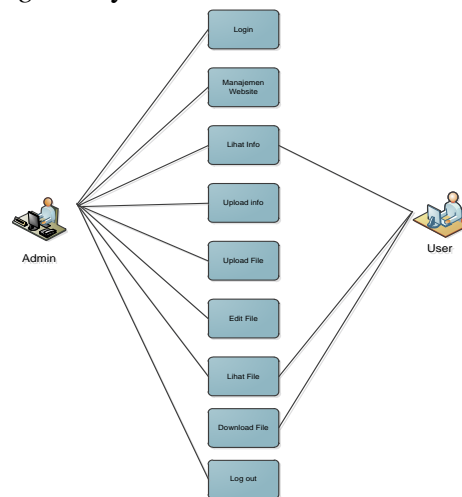 Login
Manajemen
Website
Lihat Info
Upload info
Upload File
Edit File
Lihat File
Download File
Log out
Admin
User